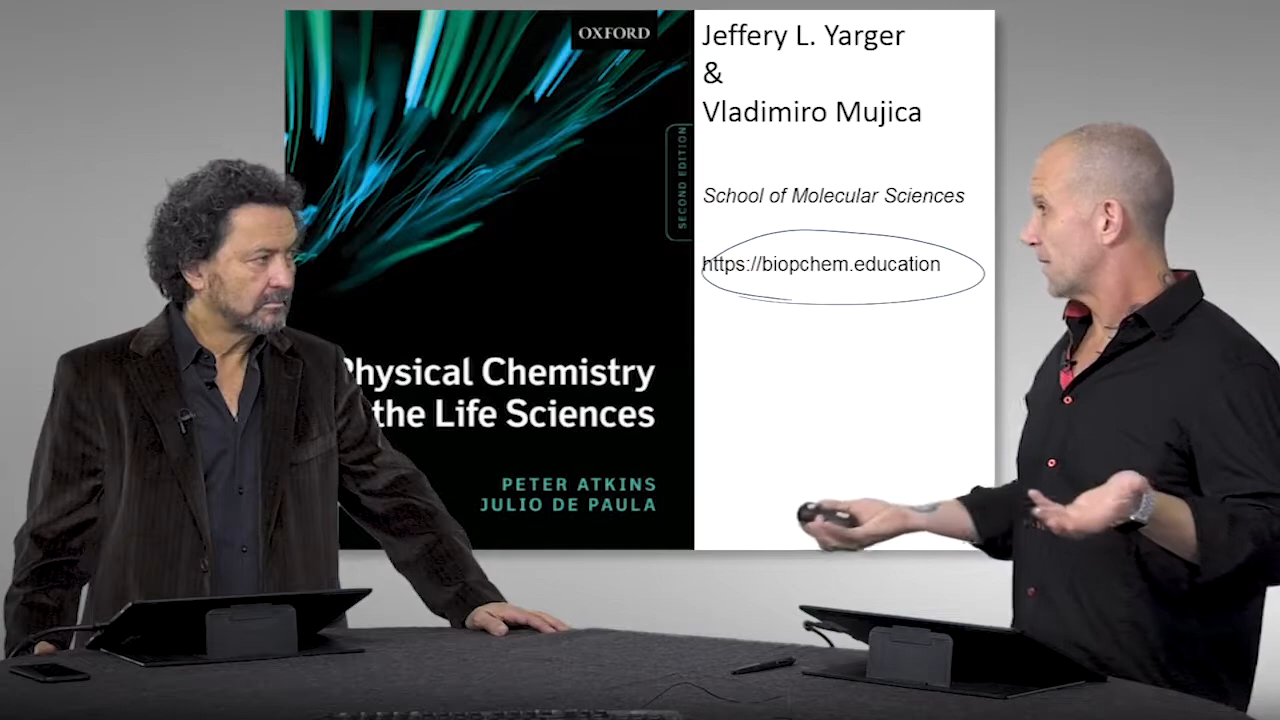 OXFORD
SECOND EDITION
Physical Chemistry
the Life Sciences
PETER ATKINS
JULIO DE PAULA
Jeffery L. Yarger
&
Vladimiro Mujica
School of Molecular Sciences
https://biopchem.education